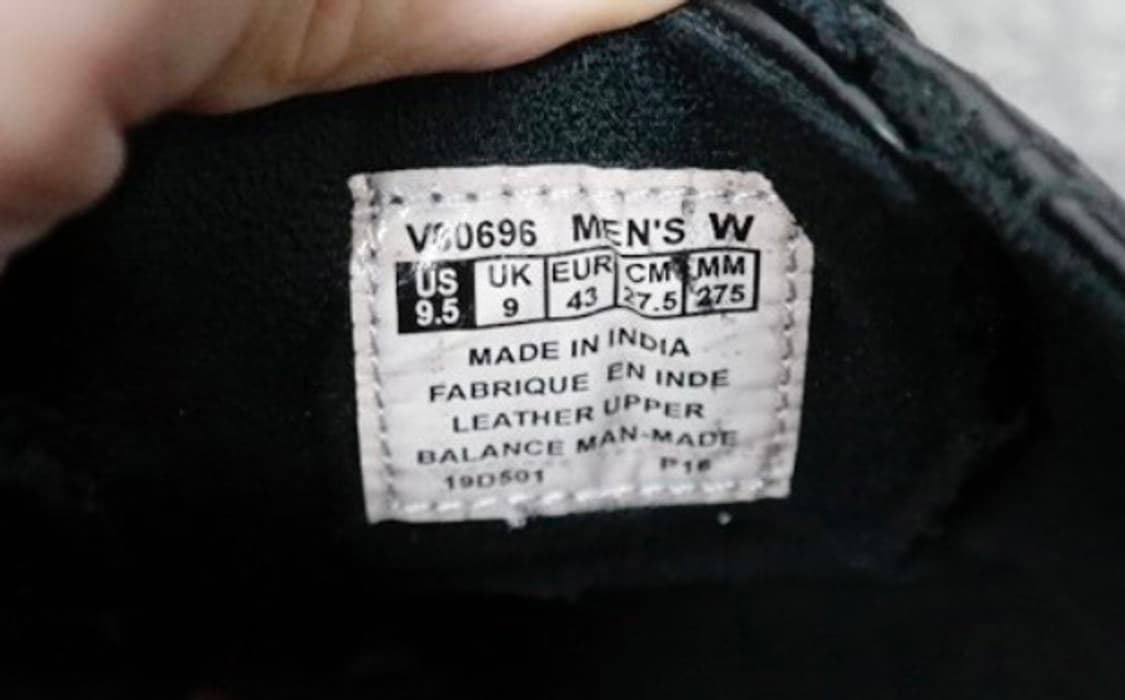 MEN'S W
US UK EUR CM MM
9.5 9 43 27.5 275
MADE IN INDIA
FABRIQUE EN INDE
LEATHER UPPER
BALANCE MAN-MADE
19D501 P16